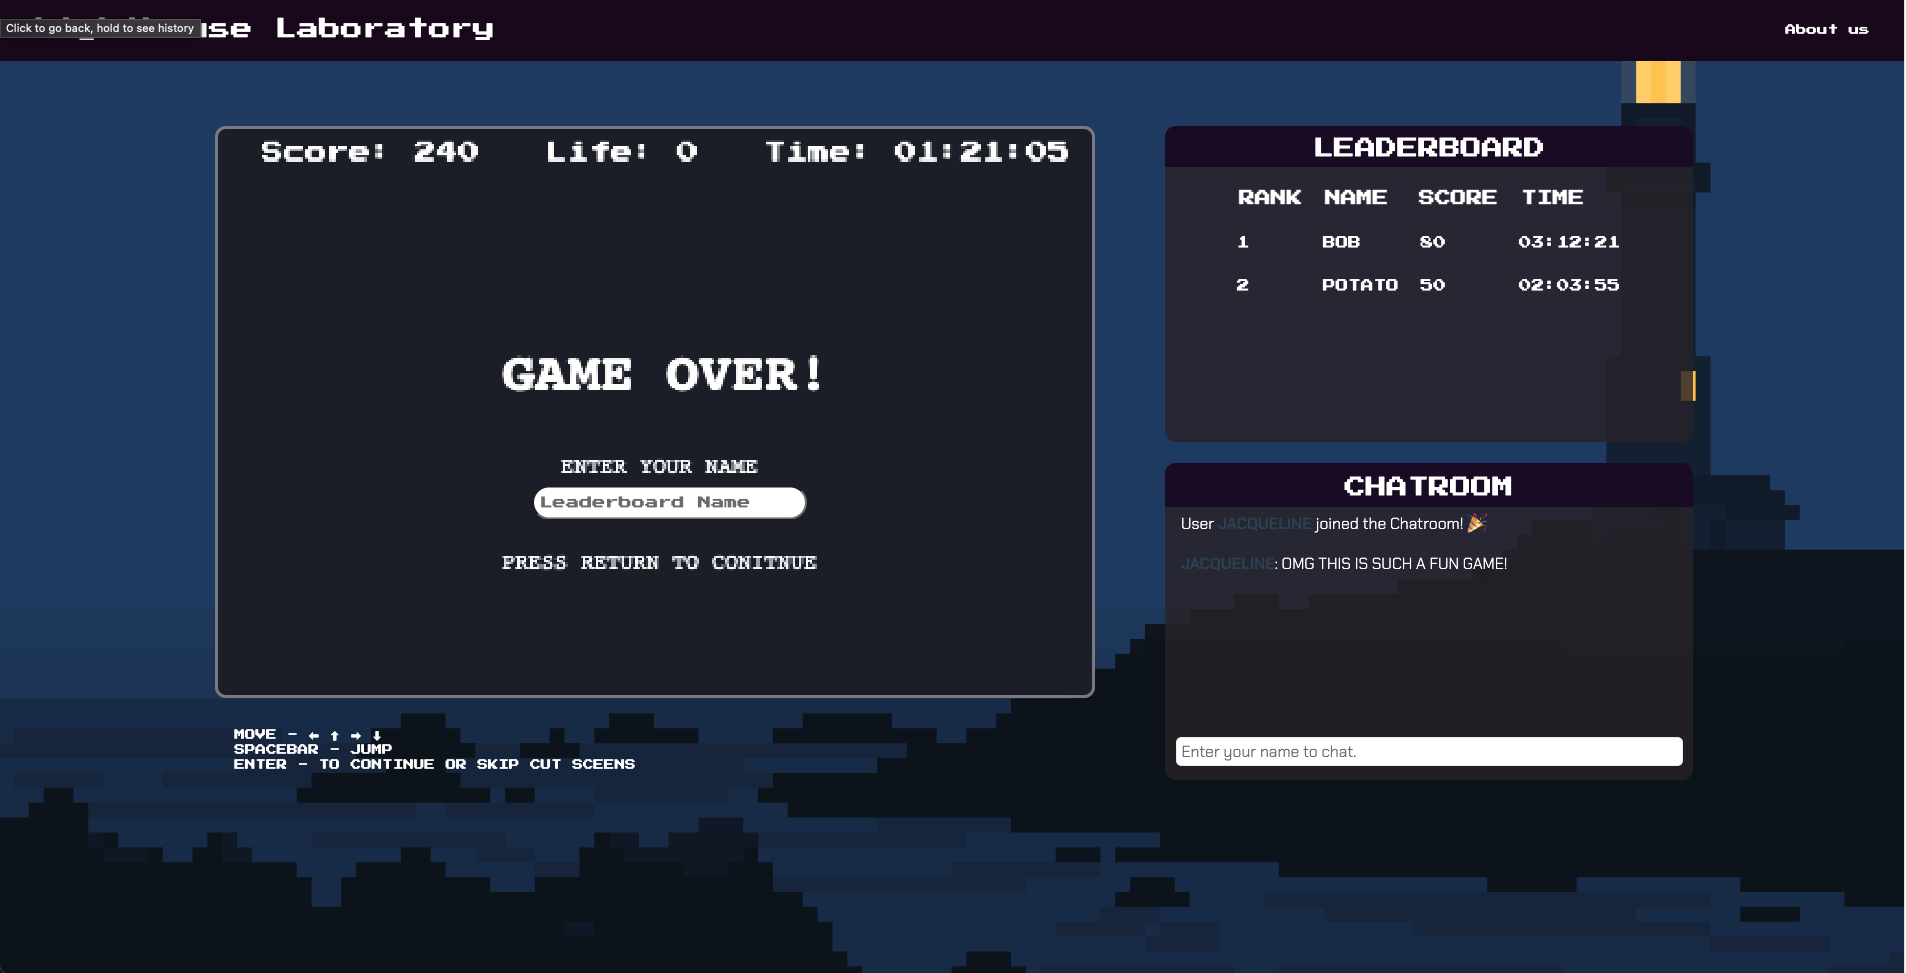 Click to go back, hold to see history
Laboratory
About us
Score: 240 Life: 0 Time: 01:21:05
GAME OVER!
ENTER YOUR NAME
Leaderboard Name
PRESS RETURN TO CONITNUE
MOVE - ← ↑ → ↓
SPACEBAR - JUMP
ENTER - TO CONTINUE OR SKIP CUT SCEENS
LEADERBOARD
RANK NAME SCORE TIME
1 BOB 80 03:12:21
2 POTATO 50 02:03:55
CHATROOM
User JACQUELINE joined the Chatroom! 🎉
JACQUELINE: OMG THIS IS SUCH A FUN GAME!
Enter your name to chat.